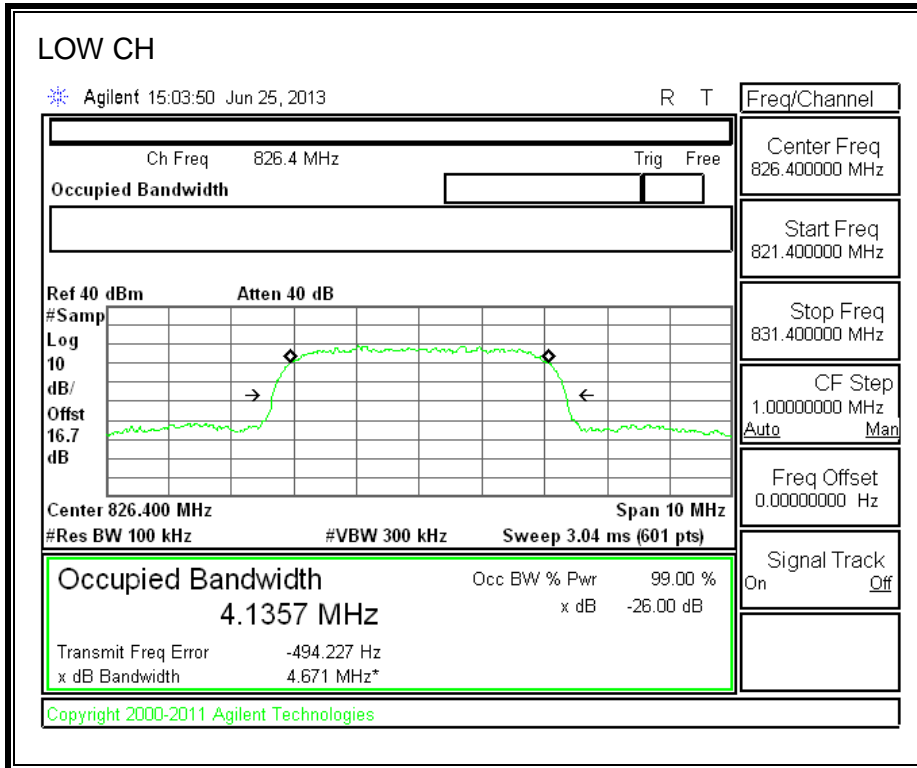 LOW CH
Agilent 15:03:50 Jun 25, 2013 R T
Freq/Channel
Ch Freq 826.4 MHz Trig Free
Occupied Bandwidth
Center Freq
826.400000 MHz
Start Freq
821.400000 MHz
Stop Freq
831.400000 MHz
CF Step
1.00000000 MHz
Auto Man
Freq Offset
0.00000000 Hz
Signal Track
On Off
Ref 40 dBm Atten 40 dB
#Samp
Log
10
dB/
Offst
16.7
dB
Center 826.400 MHz Span 10 MHz
#Res BW 100 kHz #VBW 300 kHz Sweep 3.04 ms (601 pts)
Occupied Bandwidth
4.1357 MHz
Occ BW % Pwr 99.00 %
x dB -26.00 dB
Transmit Freq Error -494.227 Hz
x dB Bandwidth 4.671 MHz*
Copyright 2000-2011 Agilent Technologies